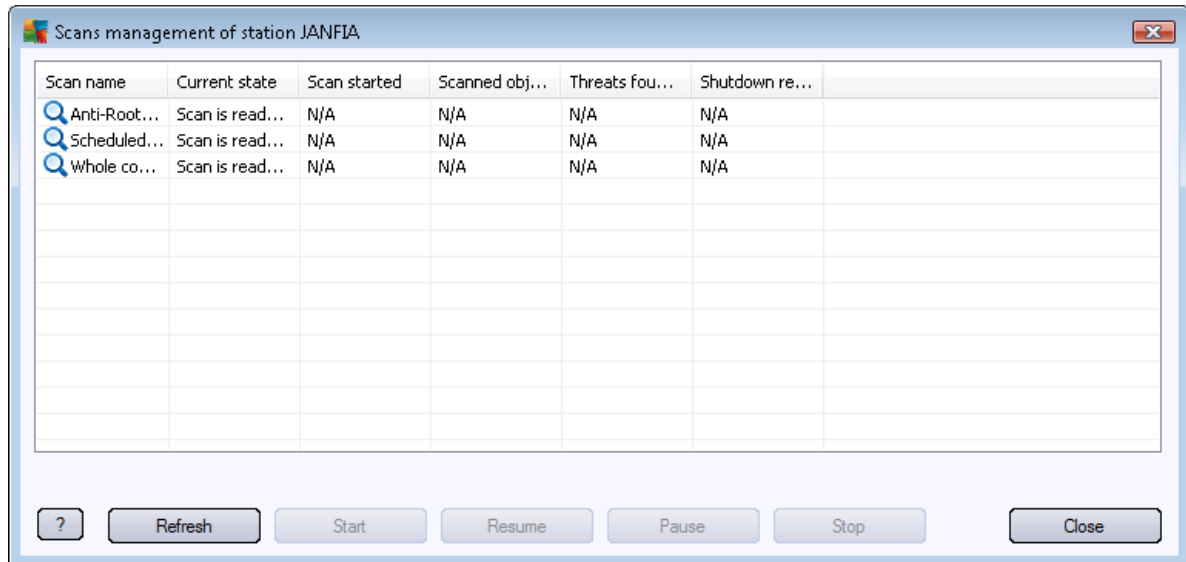 Scans management of station JANFIA
Scan name Current state Scan started Scanned obj... Threats fou... Shutdown re...
Anti-Root... Scan is read... N/A N/A N/A N/A
Scheduled... Scan is read... N/A N/A N/A N/A
Whole co... Scan is read... N/A N/A N/A N/A
? Refresh Start Resume Pause Stop Close